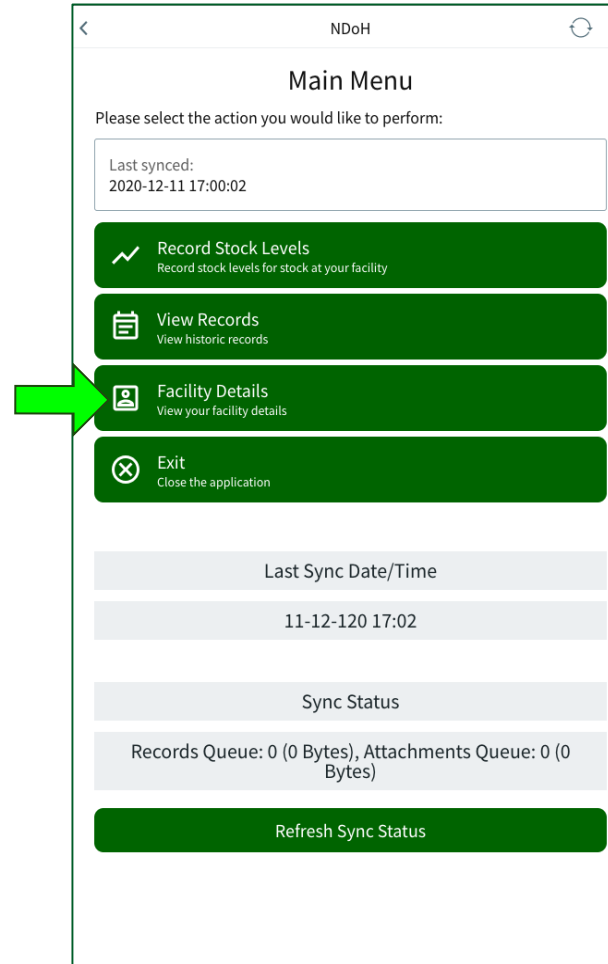 NDoH
Main Menu
Please select the action you would like to perform:
Last synced:
2020-12-11 17:00:02
Record Stock Levels
Record stock levels for stock at your facility
View Records
View historic records
Facility Details
View your facility details
Exit
Close the application
Last Sync Date/Time
11-12-120 17:02
Sync Status
Records Queue: 0 (0 Bytes), Attachments Queue: 0 (0
Bytes)
Refresh Sync Status